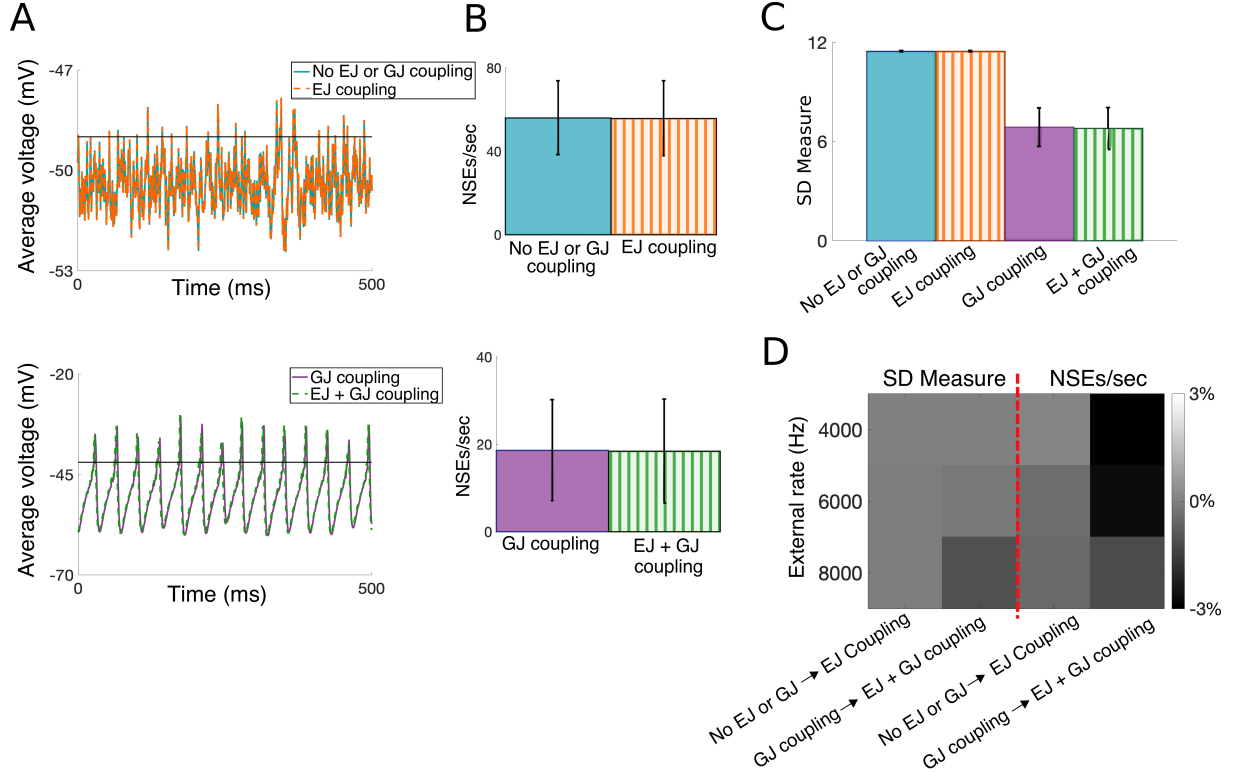 A
Average voltage (mV)
-47
-50
-53
0
500
Time (ms)
No EJ or GJ coupling
EJ coupling
Average voltage (mV)
-20
-45
-70
0
500
Time (ms)
GJ coupling
EJ + GJ coupling
B
NSEs/sec
80
40
0
No EJ or GJ
coupling
EJ coupling
NSEs/sec
40
20
0
GJ coupling
EJ + GJ
coupling
C
SD Measure
12
6
0
No EJ or GJ
coupling
EJ coupling
GJ coupling
EJ + GJ
coupling
D
SD Measure
NSEs/sec
External rate (Hz)
4000
6000
8000
3%
0%
-3%
No EJ or GJ → EJ Coupling
GJ coupling → EJ + GJ coupling
No EJ or GJ → EJ Coupling
GJ coupling → EJ + GJ coupling